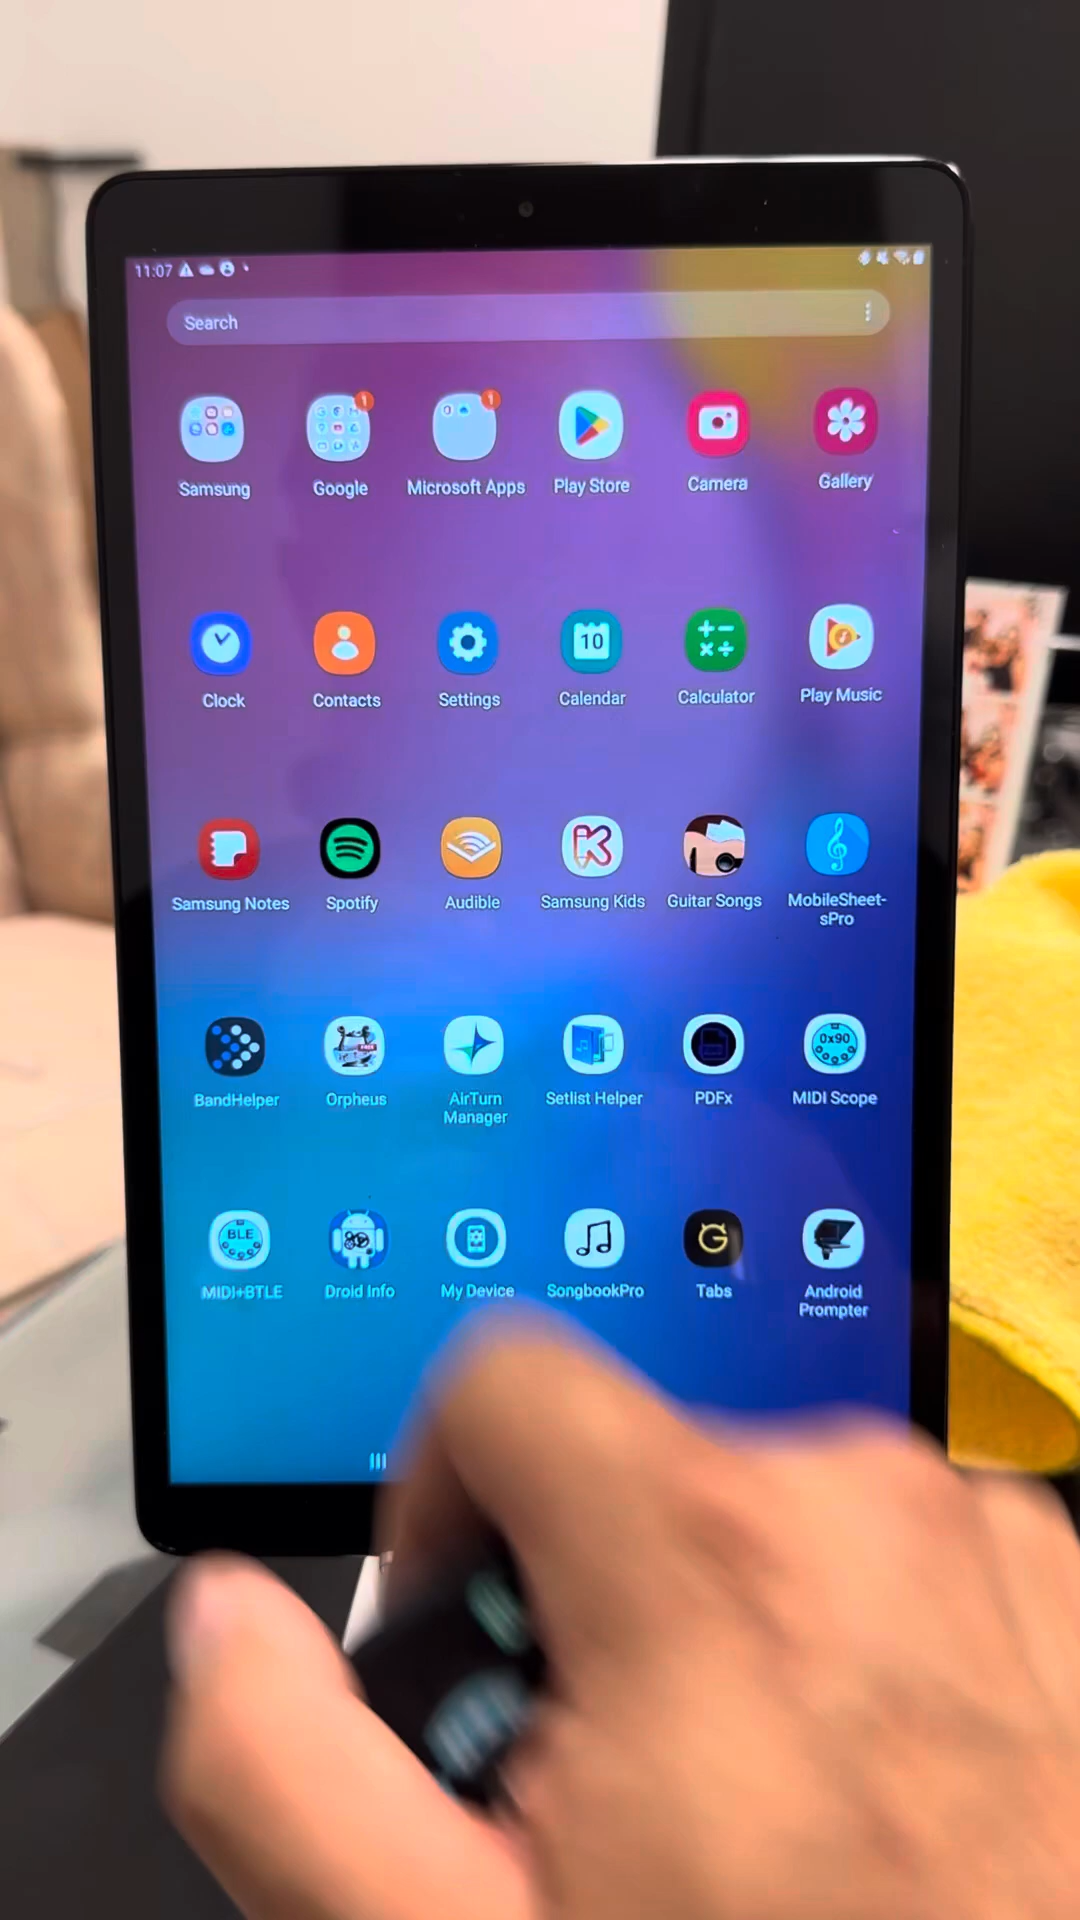 11:07
Search
1
1
Samsung
Google
Microsoft Apps
Play Store
Camera
Gallery
10
Clock
Contacts
Settings
Calendar
Calculator
Play Music
Samsung Notes
Spotify
Audible
Samsung Kids
Guitar Songs
MobileSheet-
sPro
0x90
BandHelper
Orpheus
AirTurn
Manager
Setlist Helper
PDFx
MIDI Scope
BLE
MIDI+BTLE
Droid Info
My Device
SongbookPro
Tabs
Android
Prompter